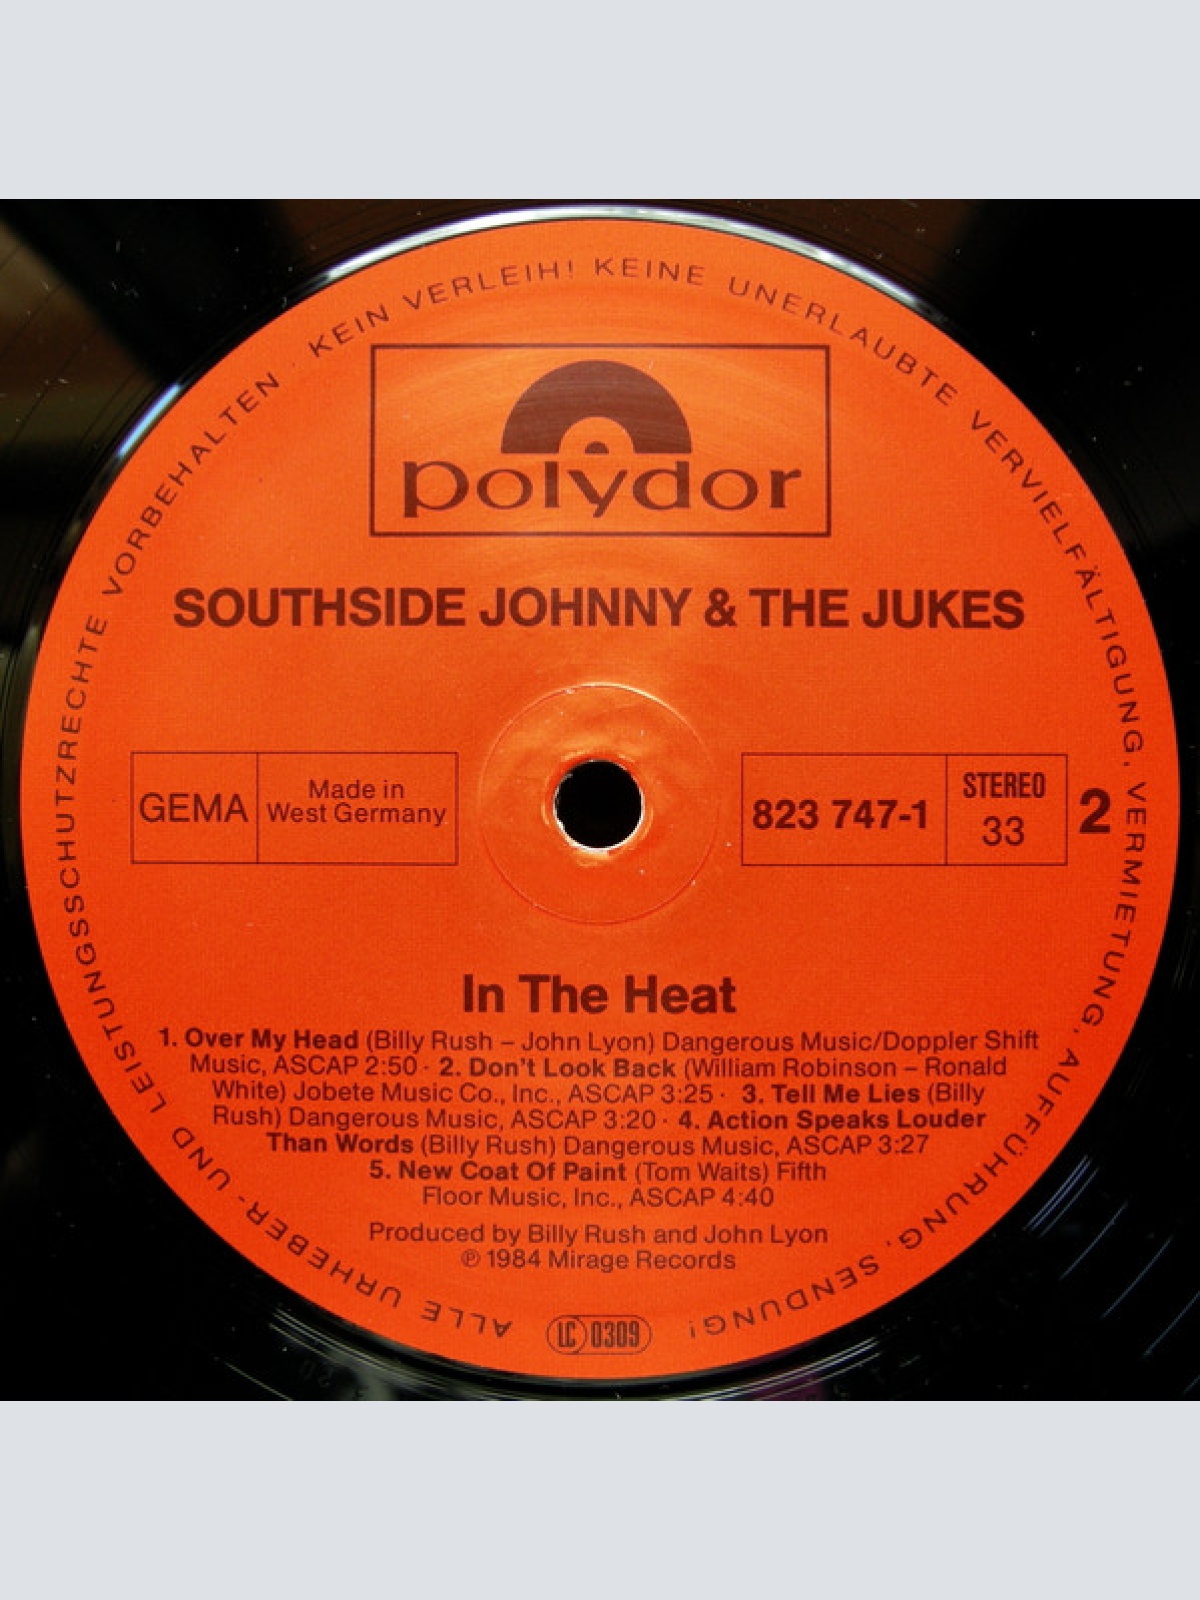 ALLE URHEBER- UND LEISTUNGSSCHUTZRECHTE VORBEHALTEN · KEIN VERLEIH! KEINE UNERLAUBTE VERVIELFÄLTIGUNG, VERMIETUNG, AUFFÜHRUNG, SENDUNG!
polydor
SOUTHSIDE JOHNNY & THE JUKES
GEMA
Made in
West Germany
823 747-1
STEREO
33
2
In The Heat
1. Over My Head (Billy Rush – John Lyon) Dangerous Music/Doppler Shift
Music, ASCAP 2:50 · 2. Don't Look Back (William Robinson – Ronald
White) Jobete Music Co., Inc., ASCAP 3:25 · 3. Tell Me Lies (Billy
Rush) Dangerous Music, ASCAP 3:20 · 4. Action Speaks Louder
Than Words (Billy Rush) Dangerous Music, ASCAP 3:27
5. New Coat Of Paint (Tom Waits) Fifth
Floor Music, Inc., ASCAP 4:40
Produced by Billy Rush and John Lyon
℗ 1984 Mirage Records
LC 0309